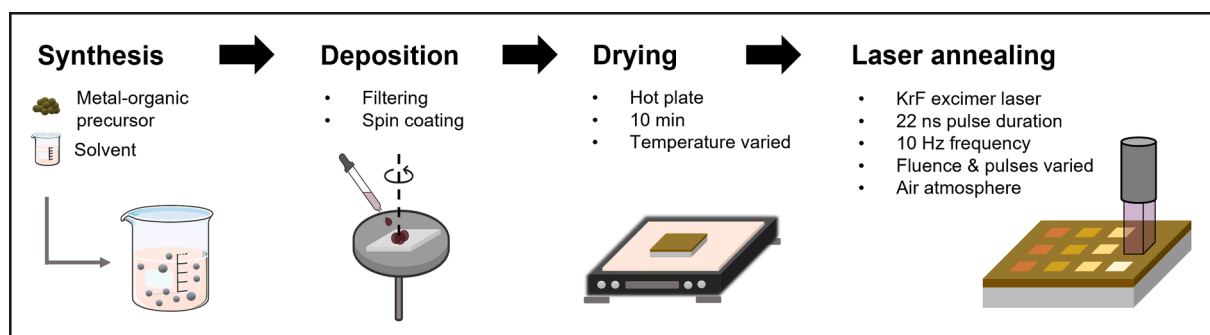 Synthesis
Metal-organic
precursor
Solvent
Deposition
• Filtering
• Spin coating
Drying
• Hot plate
• 10 min
• Temperature varied
Laser annealing
• KrF excimer laser
• 22 ns pulse duration
• 10 Hz frequency
• Fluence & pulses varied
• Air atmosphere